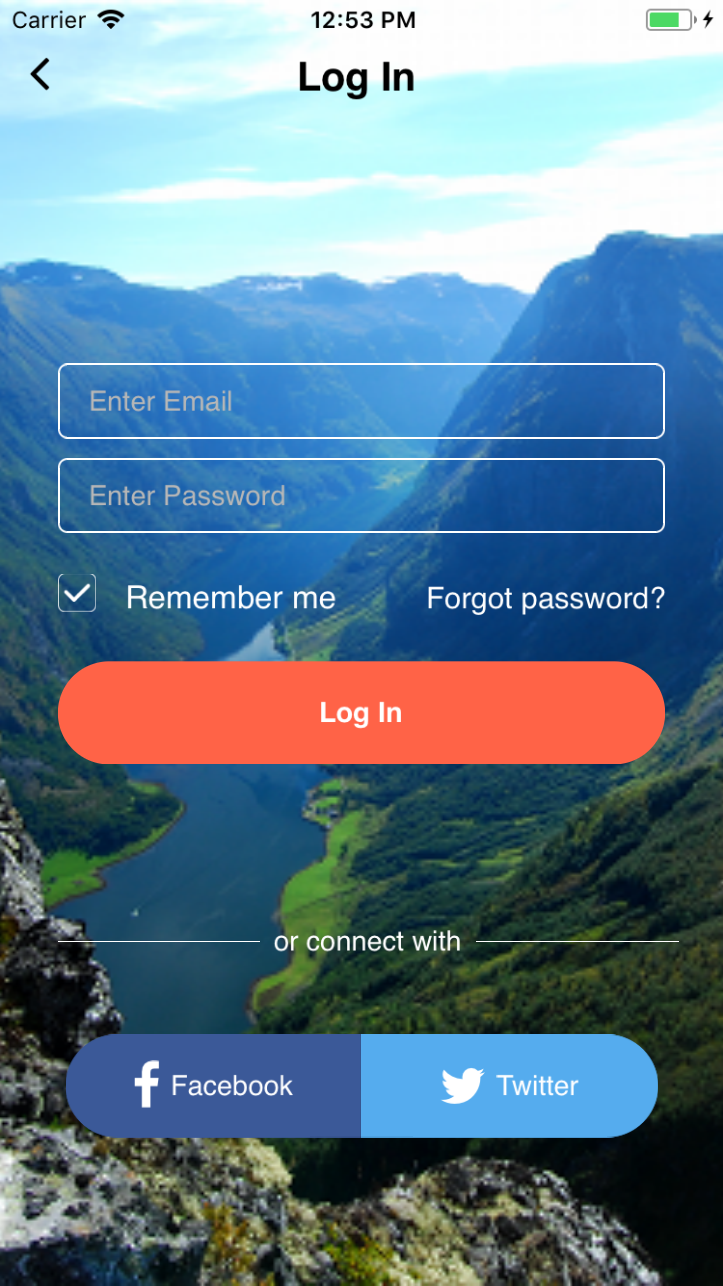 Carrier 12:53 PM
Log In
Enter Email
Enter Password
Remember me Forgot password?
Log In
or connect with
Facebook Twitter